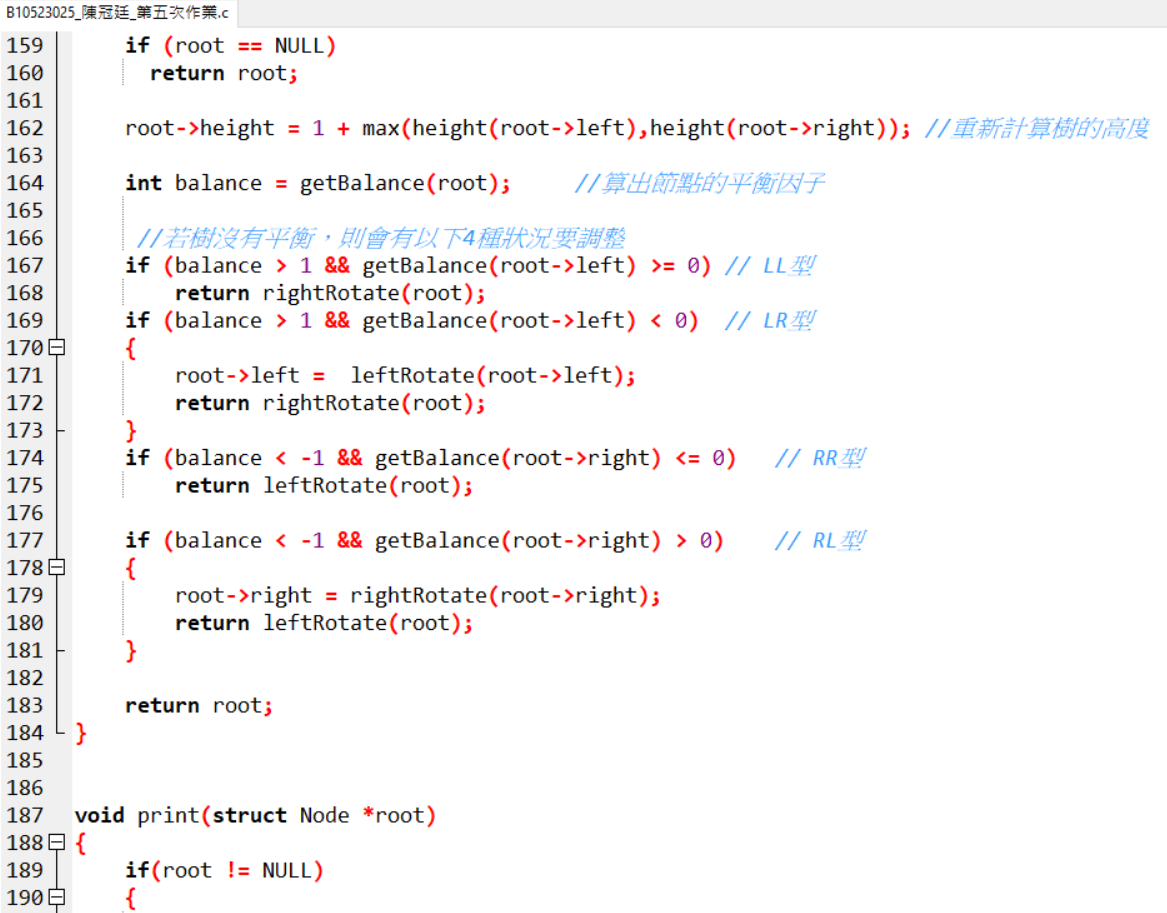 B10523025_陳冠廷_第五次作業.c
159 if (root == NULL)
160 return root;
161
162 root->height = 1 + max(height(root->left),height(root->right)); //重新計算樹的高度
163
164 int balance = getBalance(root); //算出節點的平衡因子
165
166 //若樹沒有平衡，則會有以下4種狀況要調整
167 if (balance > 1 && getBalance(root->left) >= 0) // LL型
168 return rightRotate(root);
169 if (balance > 1 && getBalance(root->left) < 0) // LR型
170 {
171 root->left = leftRotate(root->left);
172 return rightRotate(root);
173 }
174 if (balance < -1 && getBalance(root->right) <= 0) // RR型
175 return leftRotate(root);
176
177 if (balance < -1 && getBalance(root->right) > 0) // RL型
178 {
179 root->right = rightRotate(root->right);
180 return leftRotate(root);
181 }
182
183 return root;
184 }
185
186
187 void print(struct Node *root)
188 {
189 if(root != NULL)
190 {